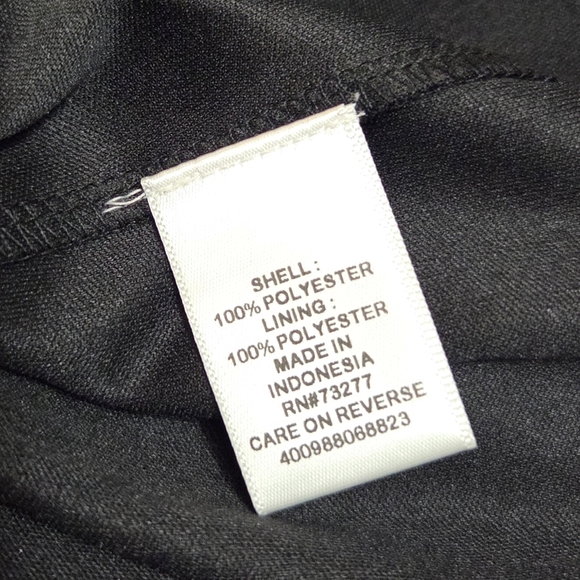 SHELL :
100% POLYESTER
LINING :
100% POLYESTER
MADE IN
INDONESIA
RN#73277
CARE ON REVERSE
400988068823